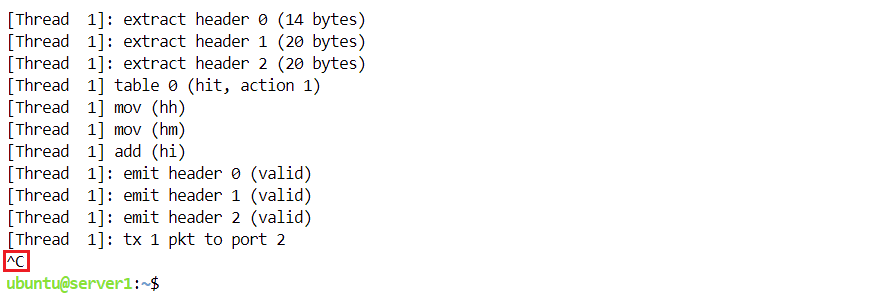 [Thread  1]: extract header 0 (14 bytes)
[Thread  1]: extract header 1 (20 bytes)
[Thread  1]: extract header 2 (20 bytes)
[Thread  1] table 0 (hit, action 1)
[Thread  1] mov (hh)
[Thread  1] mov (hm)
[Thread  1] add (hi)
[Thread  1]: emit header 0 (valid)
[Thread  1]: emit header 1 (valid)
[Thread  1]: emit header 2 (valid)
[Thread  1]: tx 1 pkt to port 2
^C
ubuntu@server1:~$